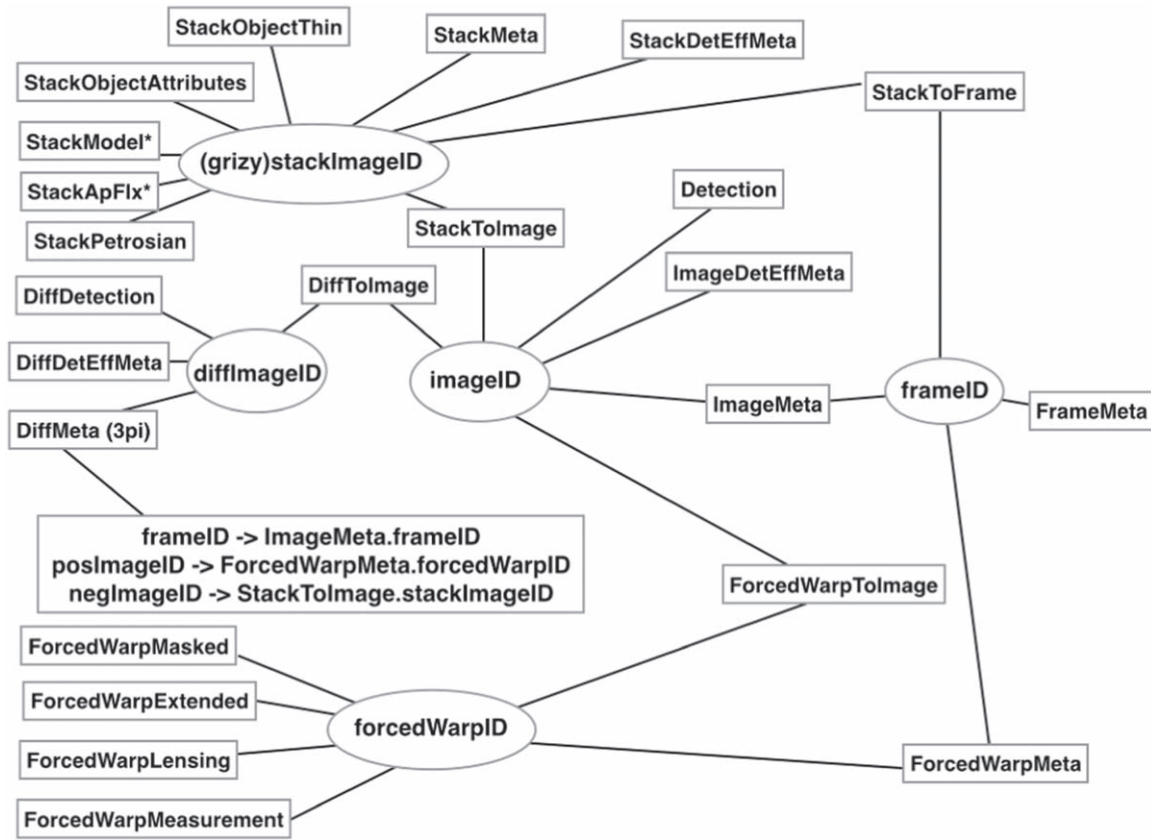 StackObjectThin
StackMeta
StackDetEffMeta
StackObjectAttributes
StackToFrame
StackModel*
(grizy)stackImageID
StackApFlx*
Detection
StackPetrosian
StackToImage
DiffDetection
DiffToImage
ImageDetEffMeta
DiffDetEffMeta
diffImageID
imageID
frameID
ImageMeta
FrameMeta
DiffMeta (3pi)
frameID -> ImageMeta.frameID
posImageID -> ForcedWarpMeta.forcedWarpID
negImageID -> StackToImage.stackImageID
ForcedWarpToImage
ForcedWarpMasked
ForcedWarpExtended
forcedWarpID
ForcedWarpLensing
ForcedWarpMeta
ForcedWarpMeasurement